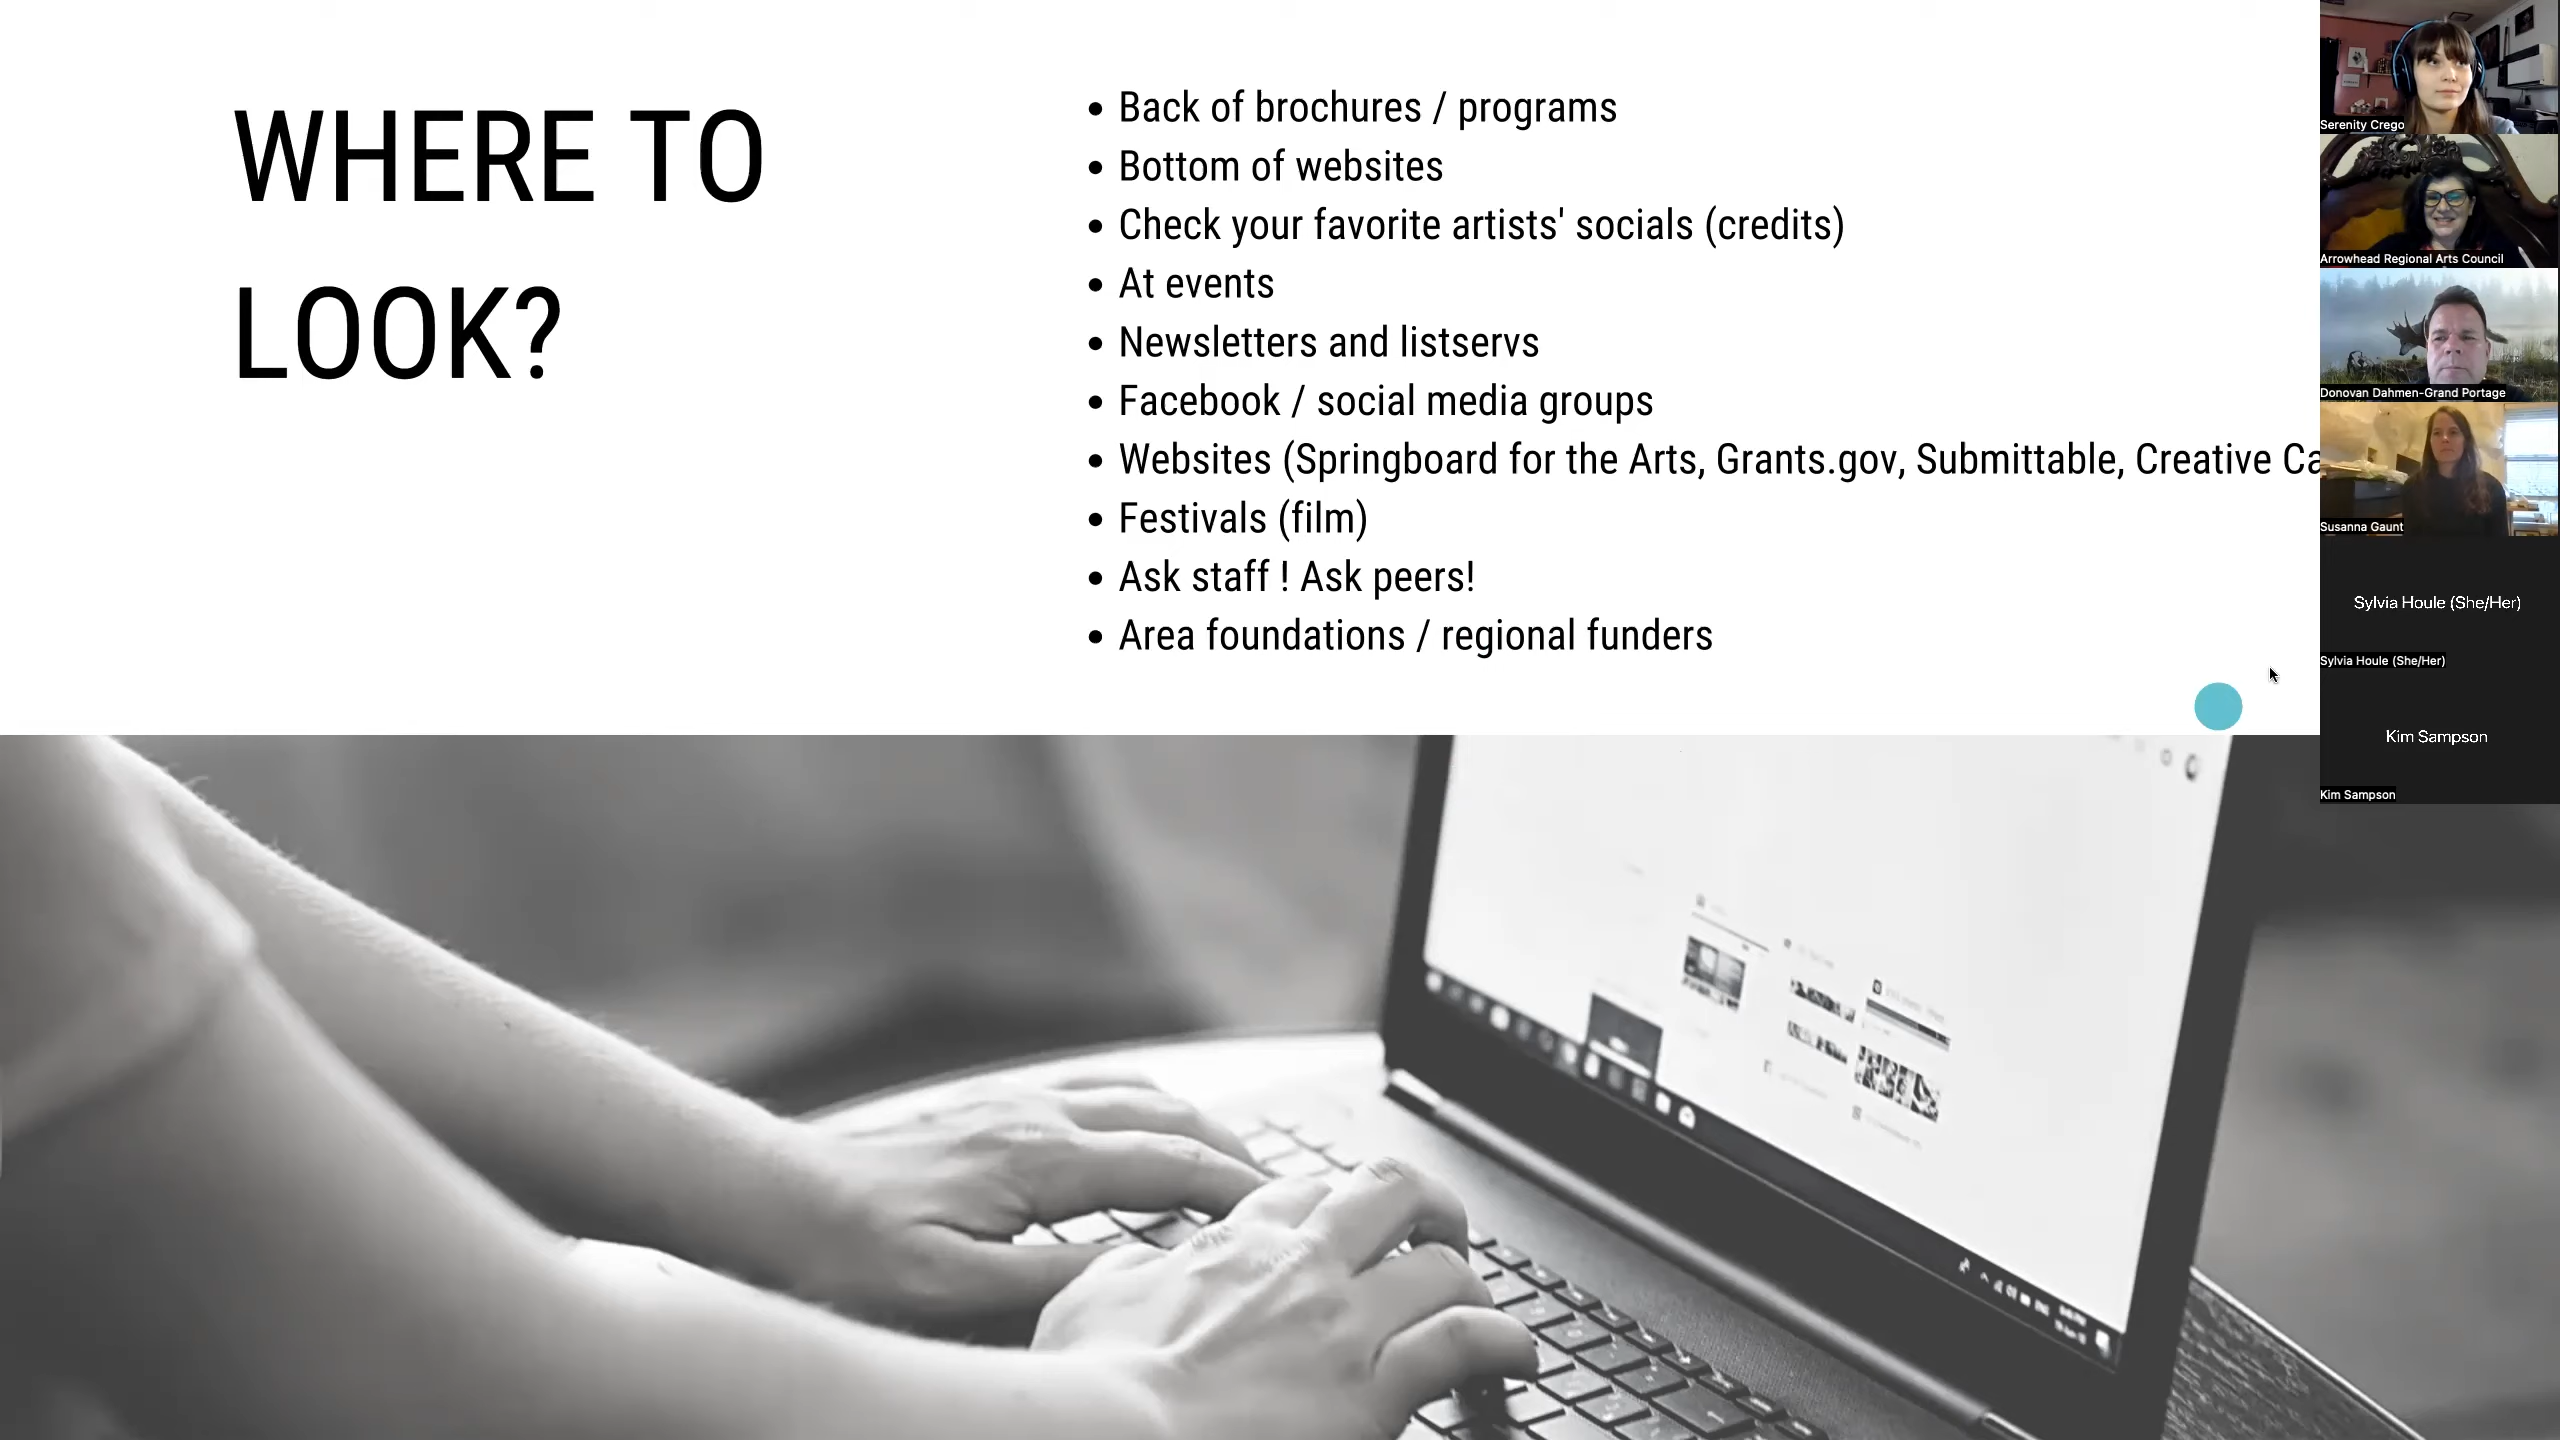 WHERE TO
LOOK?
• Back of brochures / programs
• Bottom of websites
• Check your favorite artists' socials (credits)
• At events
• Newsletters and listservs
• Facebook / social media groups
• Websites (Springboard for the Arts, Grants.gov, Submittable, Creative
• Festivals (film)
• Ask staff ! Ask peers!
• Area foundations / regional funders
Serenity Crego
Arrowhead Regional Arts Council
Donovan Dahmen-Grand Portage
Susanna Gaunt
Sylvia Houle (She/Her)
Sylvia Houle (She/Her)
Kim Sampson
Kim Sampson